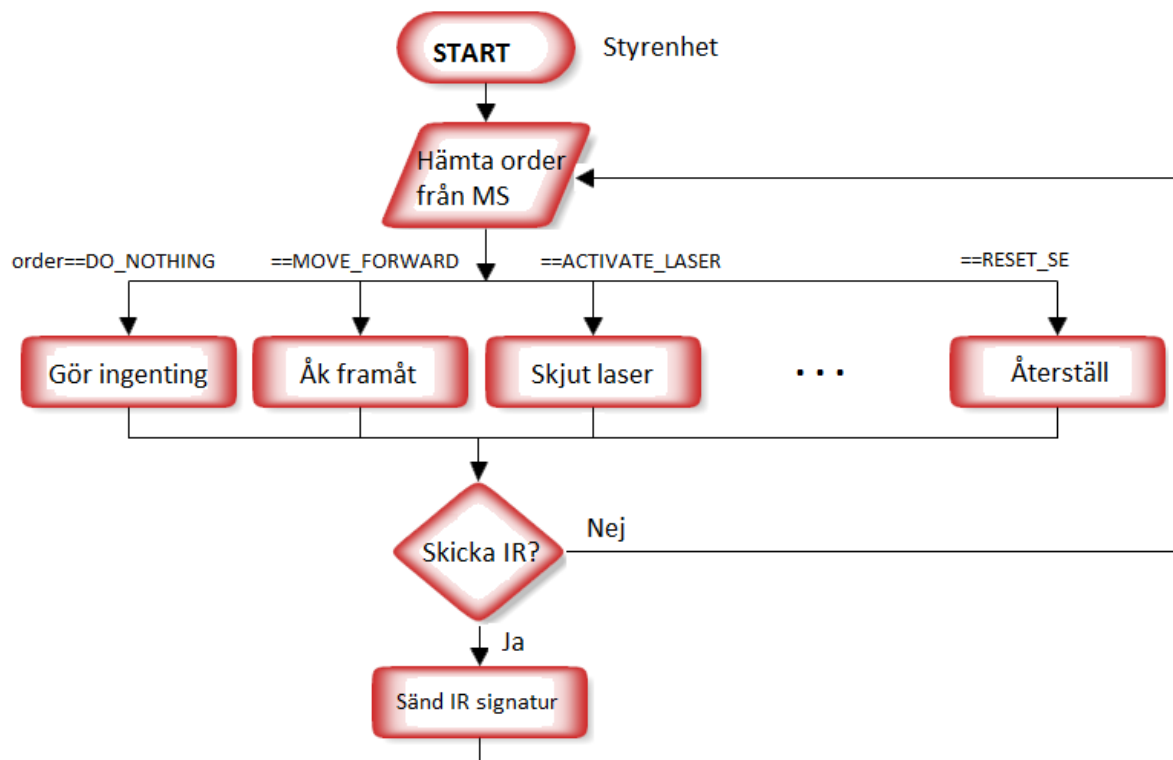 START
Styrenhet
Hämta order
från MS
order==DO_NOTHING
==MOVE_FORWARD
==ACTIVATE_LASER
==RESET_SE
Gör ingenting
Åk framåt
Skjut laser
...
Återställ
Skicka IR?
Nej
Ja
Sänd IR signatur